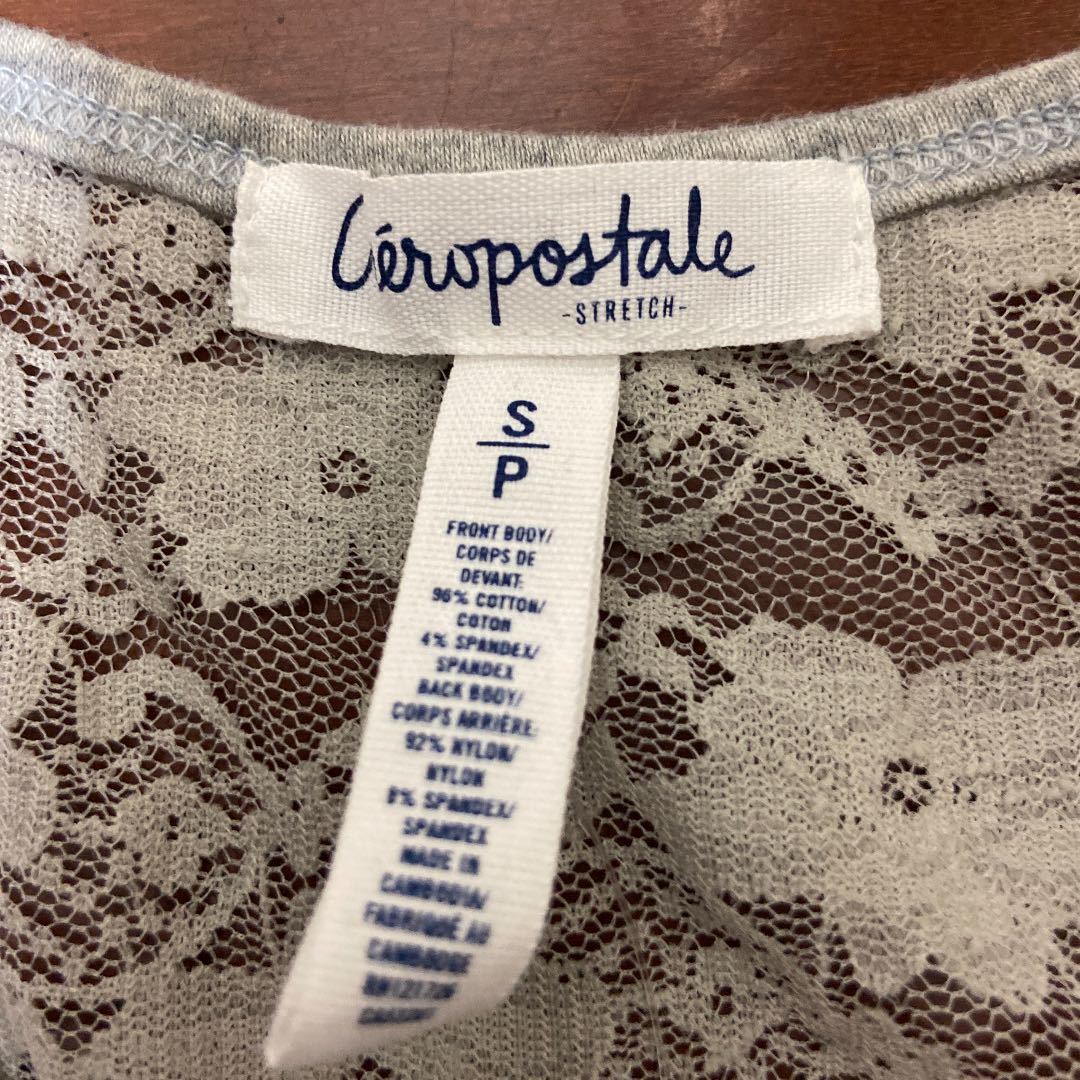 Aéropostale
-STRETCH-
S
P
FRONT BODY/
CORPS DE
DEVANT:
96% COTTON/
COTON
4% SPANDEX/
SPANDEX
BACK BODY/
CORPS ARRIÈRE:
92% NYLON/
NYLON
8% SPANDEX/
SPANDEX
MADE IN
CAMBODIA/
FABRIQUÉ AU
CAMBODGE